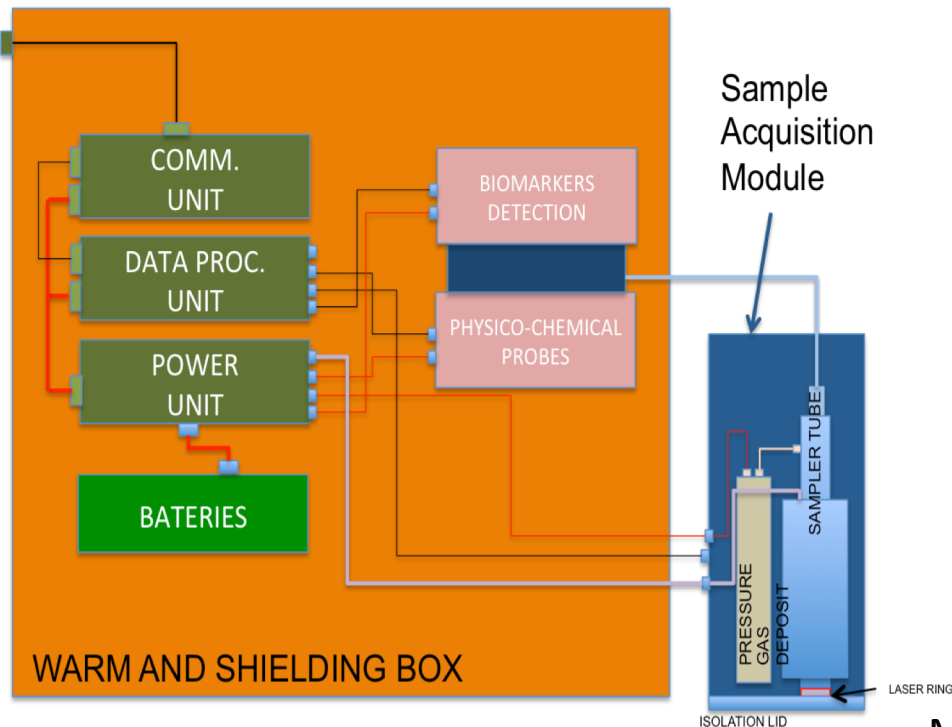 Sample
Acquisition
Module
COMM.
UNIT
DATA PROC.
UNIT
POWER
UNIT
BATERIES
BIOMARKERS
DETECTION
PHYSICO-CHEMICAL
PROBES
SAMPLER TUBE
PRESSURE
GAS
DEPOSIT
WARM AND SHIELDING BOX
LASER RING
ISOLATION LID